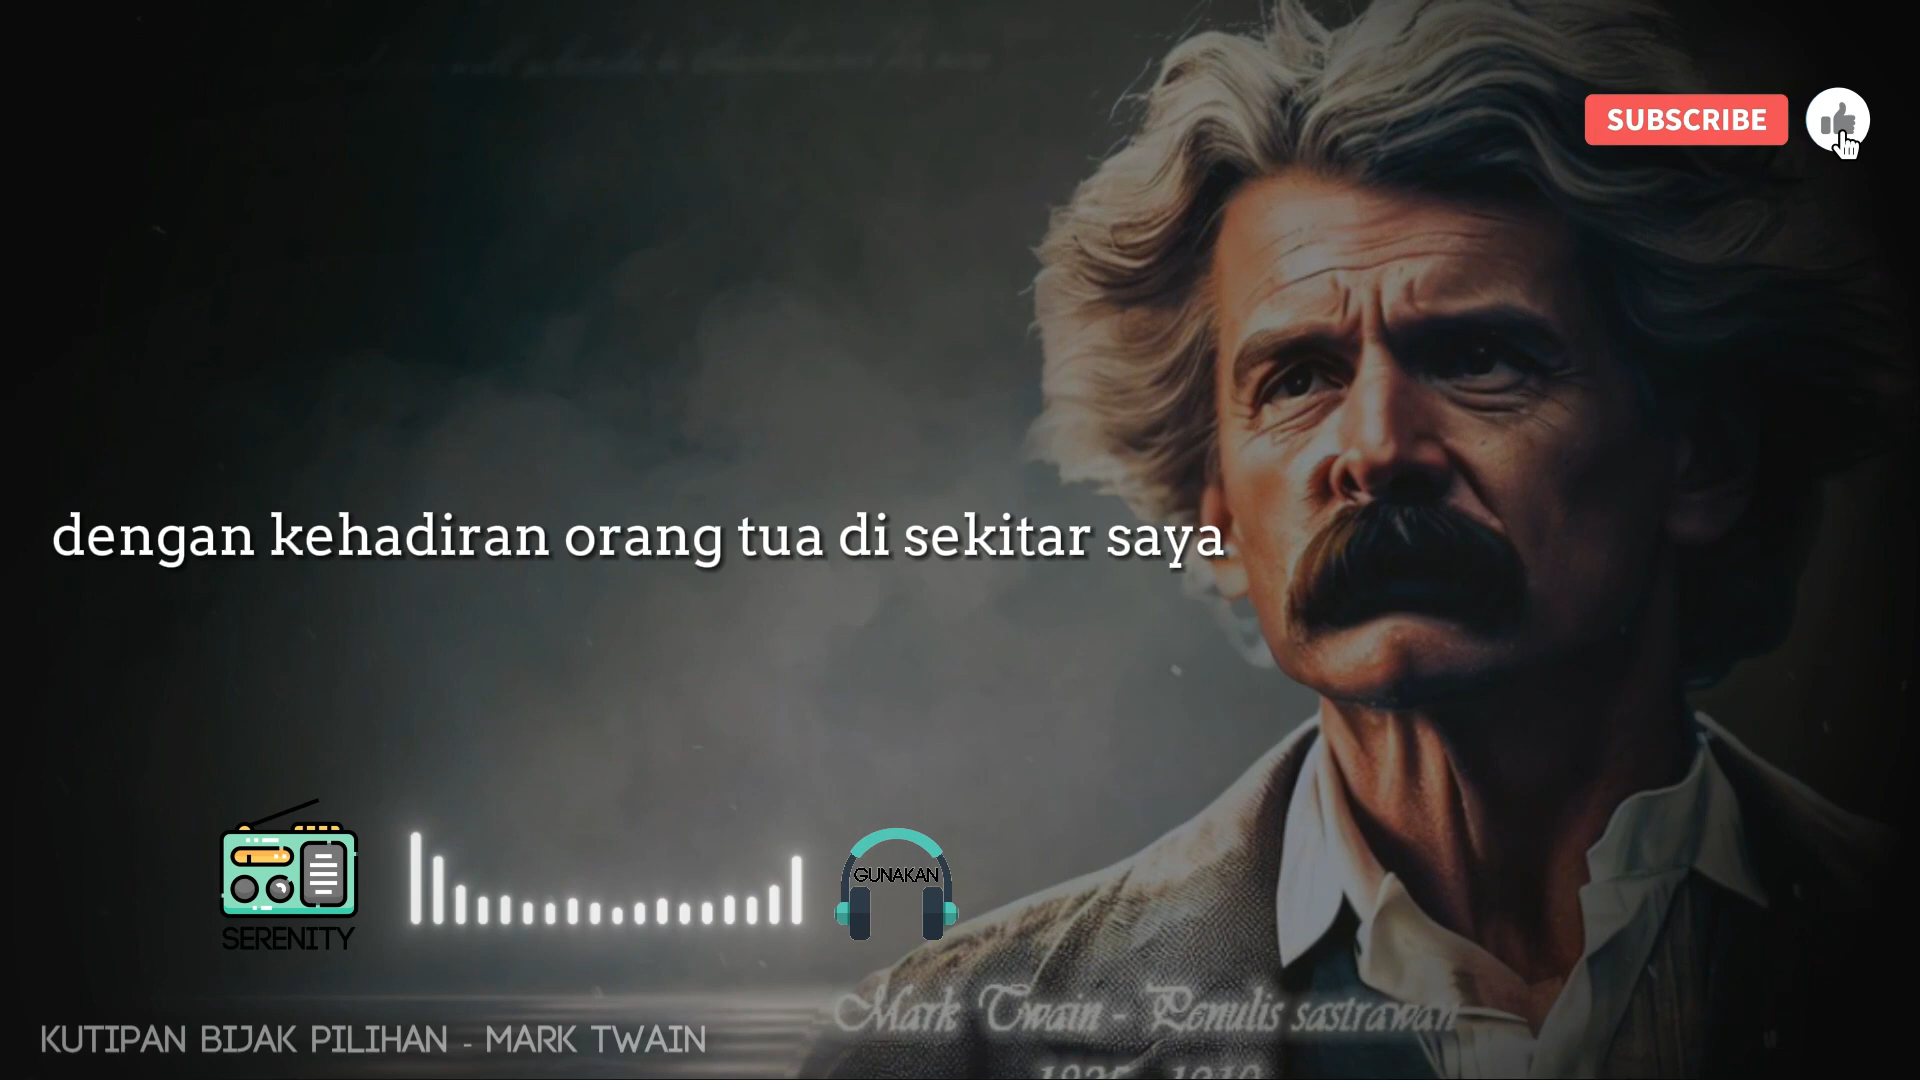 SUBSCRIBE
dengan kehadiran orang tua di sekitar saya
GUNAKAN
SERENITY
Mark Twain - Penulis sastrawan
KUTIPAN BIJAK PILIHAN - MARK TWAIN